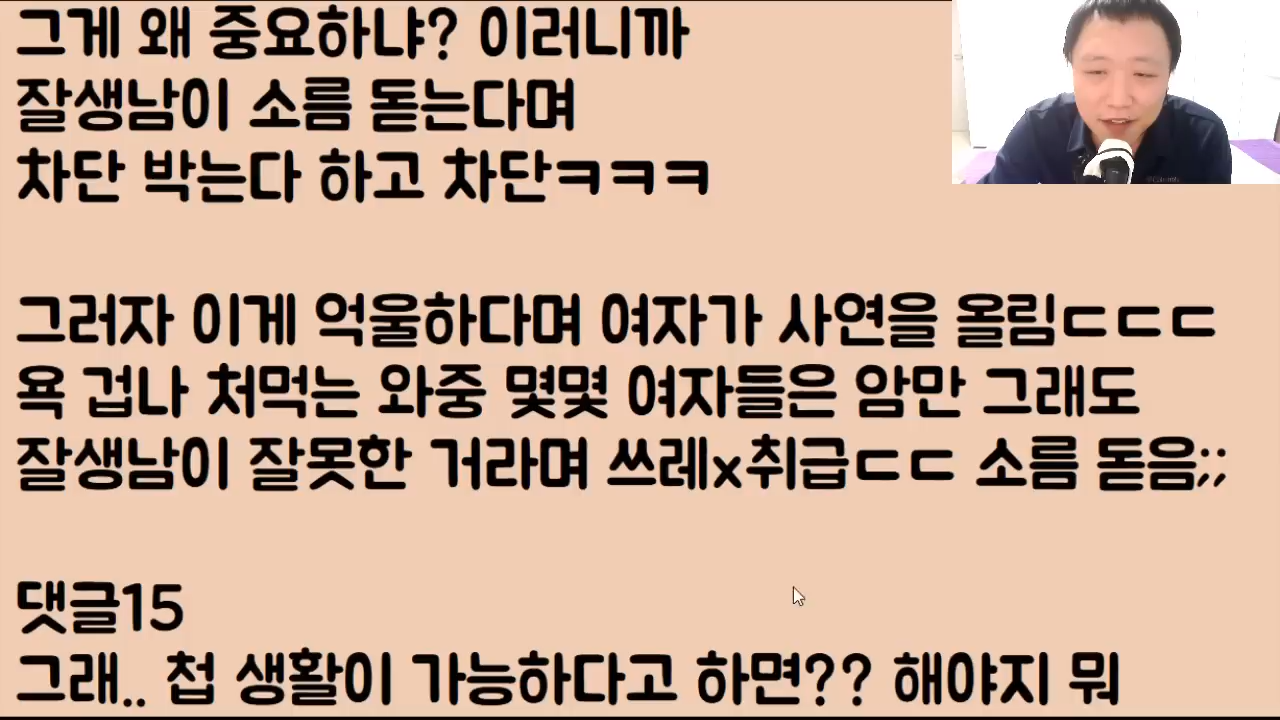 그게 왜 중요하냐? 이러니까
잘생남이 소름 돋는다며
차단 박는다 하고 차단ㅋㅋㅋ
그러자 이게 억울하다며 여자가 사연을 올림ㄷㄷㄷ
욕 겁나 처먹는 와중 몇몇 여자들은 암만 그래도
잘생남이 잘못한 거라며 쓰레x취급ㄷㄷ 소름 돋음;;
댓글15
그래.. 첩 생활이 가능하다고 하면?? 해야지 뭐